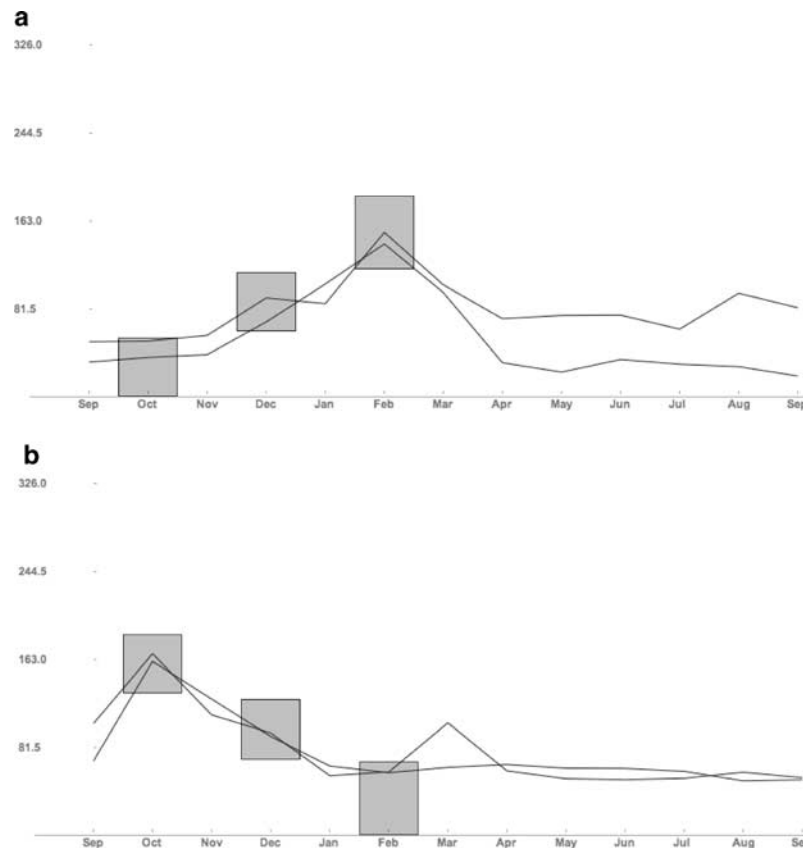 a
326.0
244.5
163.0
81.5
Sep Oct Nov Dec Jan Feb Mar Apr May Jun Jul Aug Sep
b
326.0
244.5
163.0
81.5
Sep Oct Nov Dec Jan Feb Mar Apr May Jun Jul Aug Se